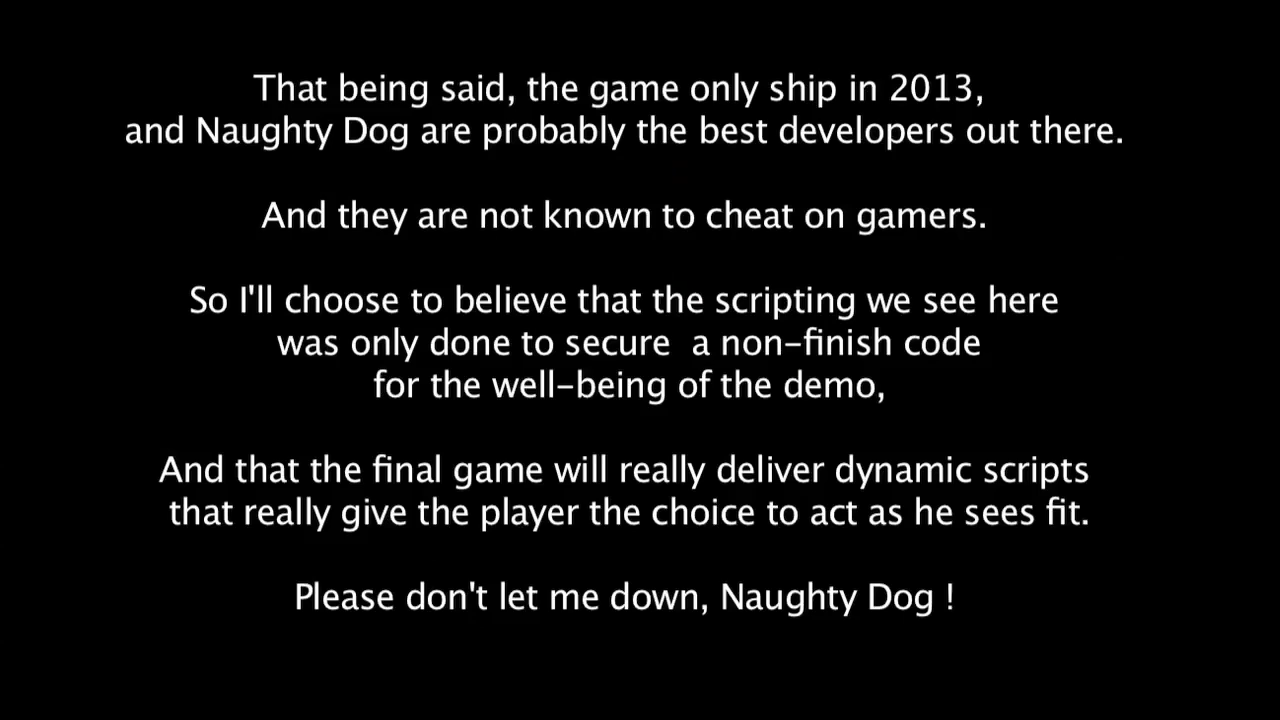 That being said, the game only ship in 2013,
and Naughty Dog are probably the best developers out there.
And they are not known to cheat on gamers.
So I'll choose to believe that the scripting we see here
was only done to secure  a non-finish code
for the well-being of the demo,
And that the final game will really deliver dynamic scripts
that really give the player the choice to act as he sees fit.
Please don't let me down, Naughty Dog !